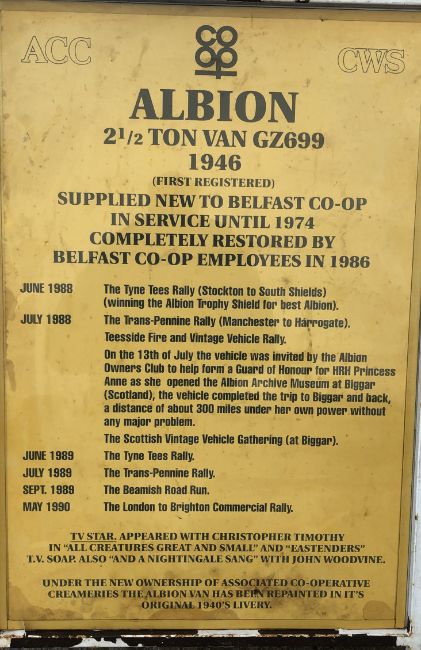 ACC
CO
OP
CWS
ALBION
2½ TON VAN GZ699
1946
(FIRST REGISTERED)
SUPPLIED NEW TO BELFAST CO-OP
IN SERVICE UNTIL 1974
COMPLETELY RESTORED BY
BELFAST CO-OP EMPLOYEES IN 1986
JUNE 1988 The Tyne Tees Rally (Stockton to South Shields)
(winning the Albion Trophy Shield for best Albion).
JULY 1988 The Trans-Pennine Rally (Manchester to Harrogate).
Teesside Fire and Vintage Vehicle Rally.
On the 13th of July the vehicle was invited by the Albion
Owners Club to help form a Guard of Honour for HRH Princess
Anne as she opened the Albion Archive Museum at Biggar
(Scotland), the vehicle completed the trip to Biggar and back,
a distance of about 300 miles under her own power without
any major problem.
The Scottish Vintage Vehicle Gathering (at Biggar).
JUNE 1989 The Tyne Tees Rally.
JULY 1989 The Trans-Pennine Rally.
SEPT. 1989 The Beamish Road Run.
MAY 1990 The London to Brighton Commercial Rally.
TV STAR. APPEARED WITH CHRISTOPHER TIMOTHY
IN "ALL CREATURES GREAT AND SMALL" AND "EASTENDERS"
T.V. SOAP. ALSO "AND A NIGHTINGALE SANG" WITH JOHN WOODVINE.
UNDER THE NEW OWNERSHIP OF ASSOCIATED CO-OPERATIVE
CREAMERIES THE ALBION VAN HAS BEEN REPAINTED IN IT'S
ORIGINAL 1940'S LIVERY.